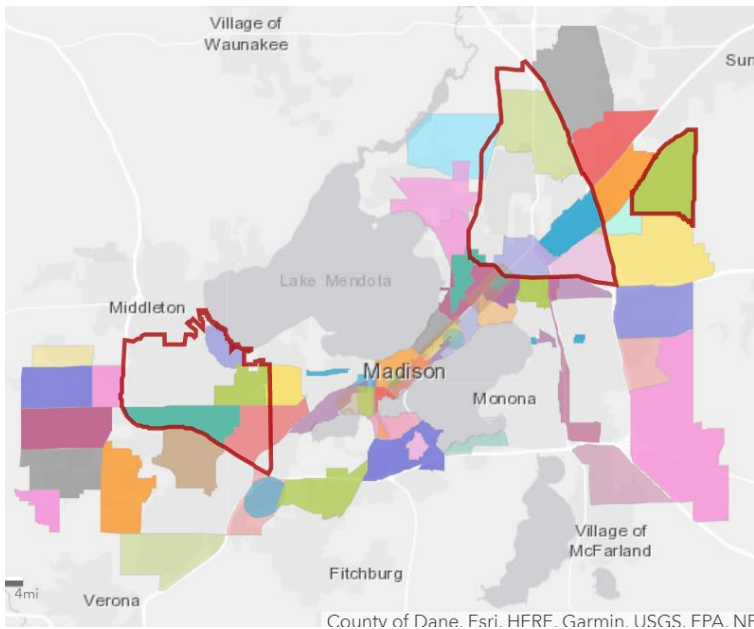 Village of
Waunakee
Sun
Lake Mendota
Middleton
Madison
Monona
Village of
McFarland
Fitchburg
4mi
Verona
County of Dane, Esri, HERE, Garmin, USGS, EPA, NP